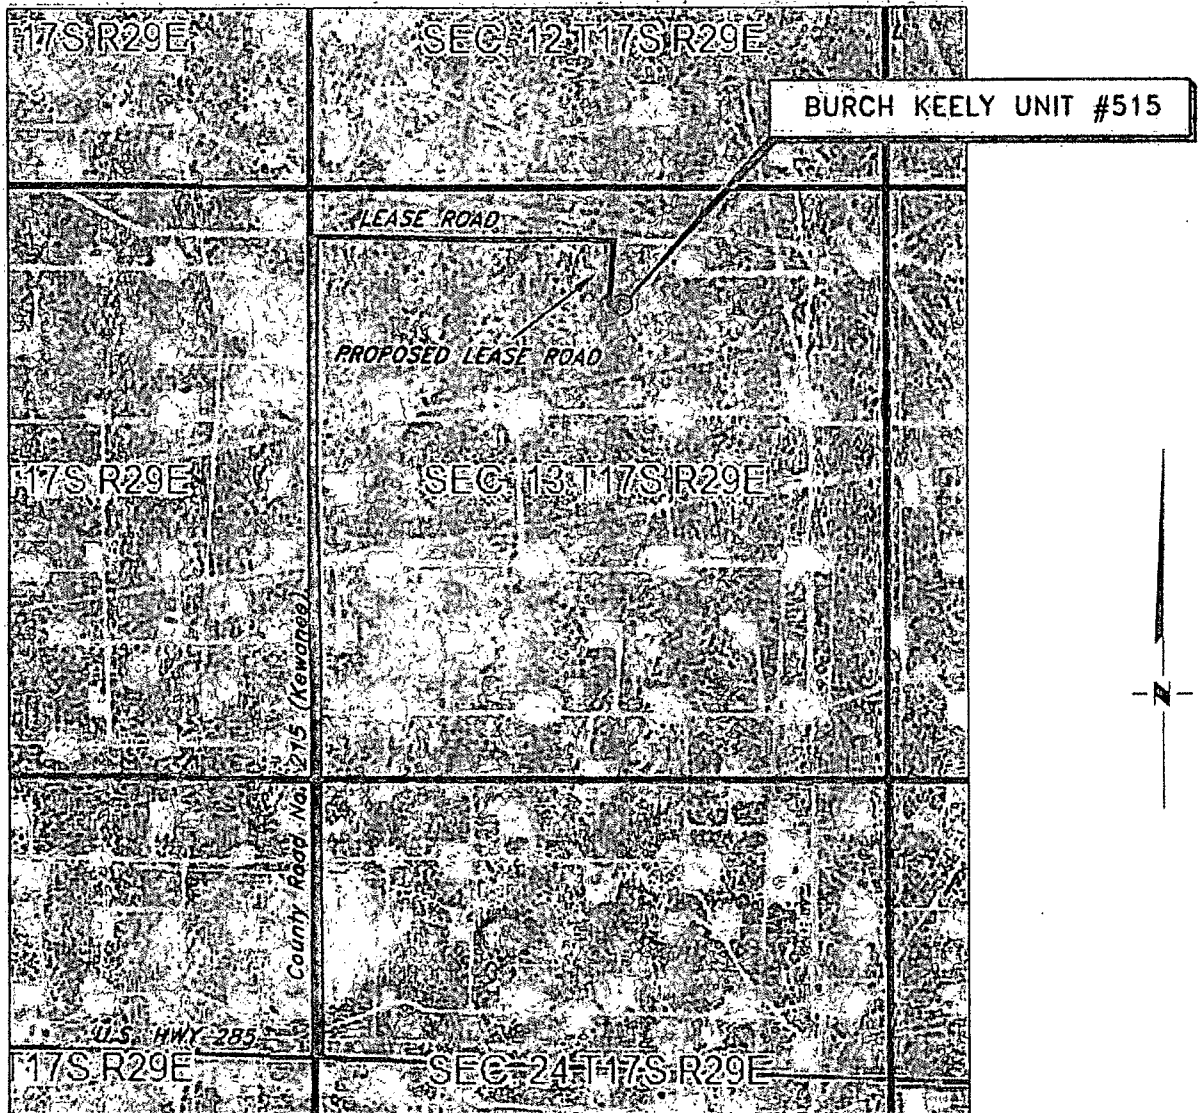 17S R29E
SEC. 12 T17S R29E
BURCH KEELY UNIT #515
LEASE ROAD
PROPOSED LEASE ROAD
17S R29E
SEC. 13 T17S R29E
County Road No. 215 (Kewanee)
N
U.S. HWY 285
T17S R29E
SEC. 24 T17S R29E